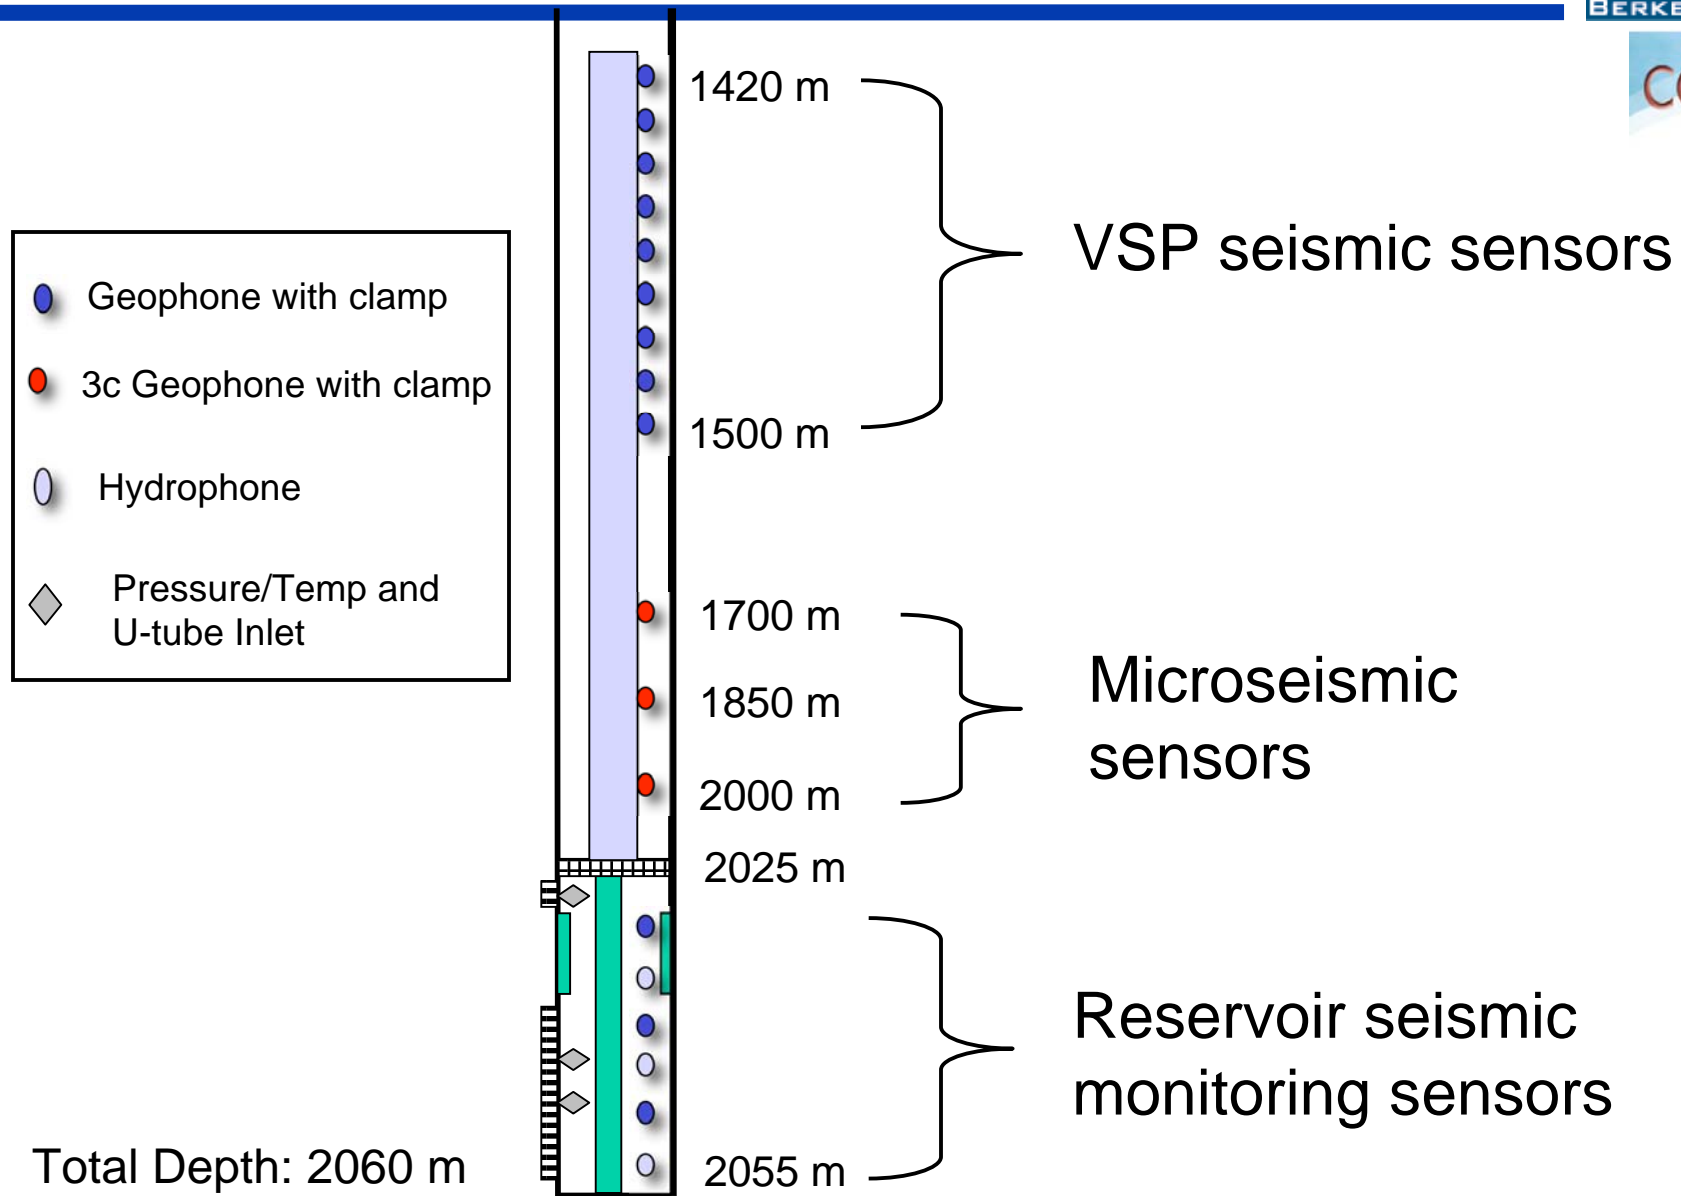 1420 m
VSP seismic sensors
Geophone with clamp
3c Geophone with clamp
1500 m
Hydrophone
Pressure/Temp and
U-tube Inlet
1700 m
Microseismic
sensors
1850 m
2000 m
2025 m
Reservoir seismic
monitoring sensors
Total Depth: 2060 m
2055 m